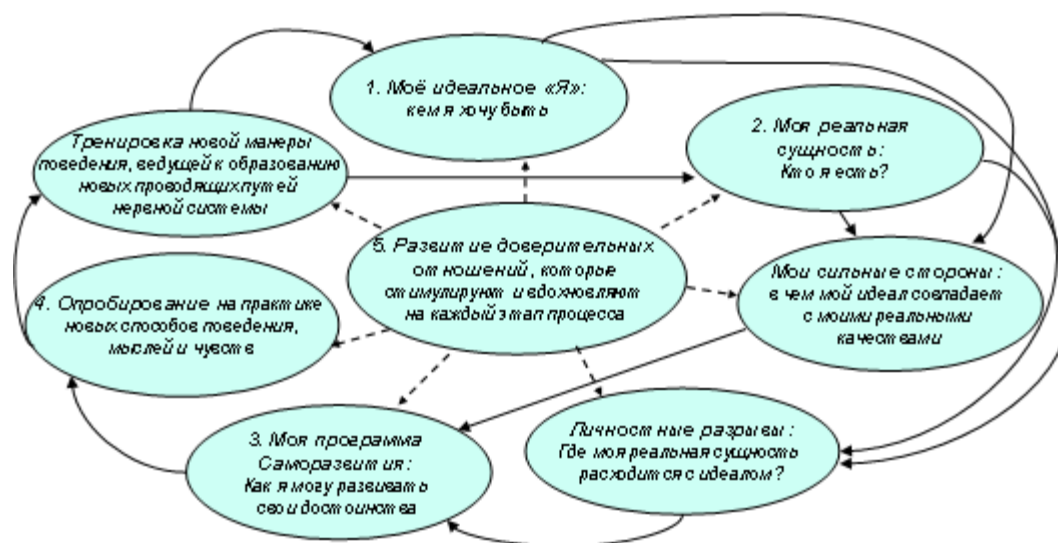 1. Моё идеальное «Я»:
кем я хочу быть
2. Моя реальная
сущность:
Кто я есть?
Тренировка новой манеры
поведения, ведущей к образованию
новых проводящих путей
нервной системы
5. Развитие доверительных
отношений, которые
стимулируют и вдохновляют
на каждый этап процесса
Мои сильные стороны:
в чем мой идеал совпадает
с моими реальными
качествами
4. Опробирование на практике
новых способов поведения,
мыслей и чувств
3. Моя программа
Саморазвития:
Как я могу развивать
свои достоинства
Личностные разрывы:
Где моя реальная сущность
расходится с идеалом?